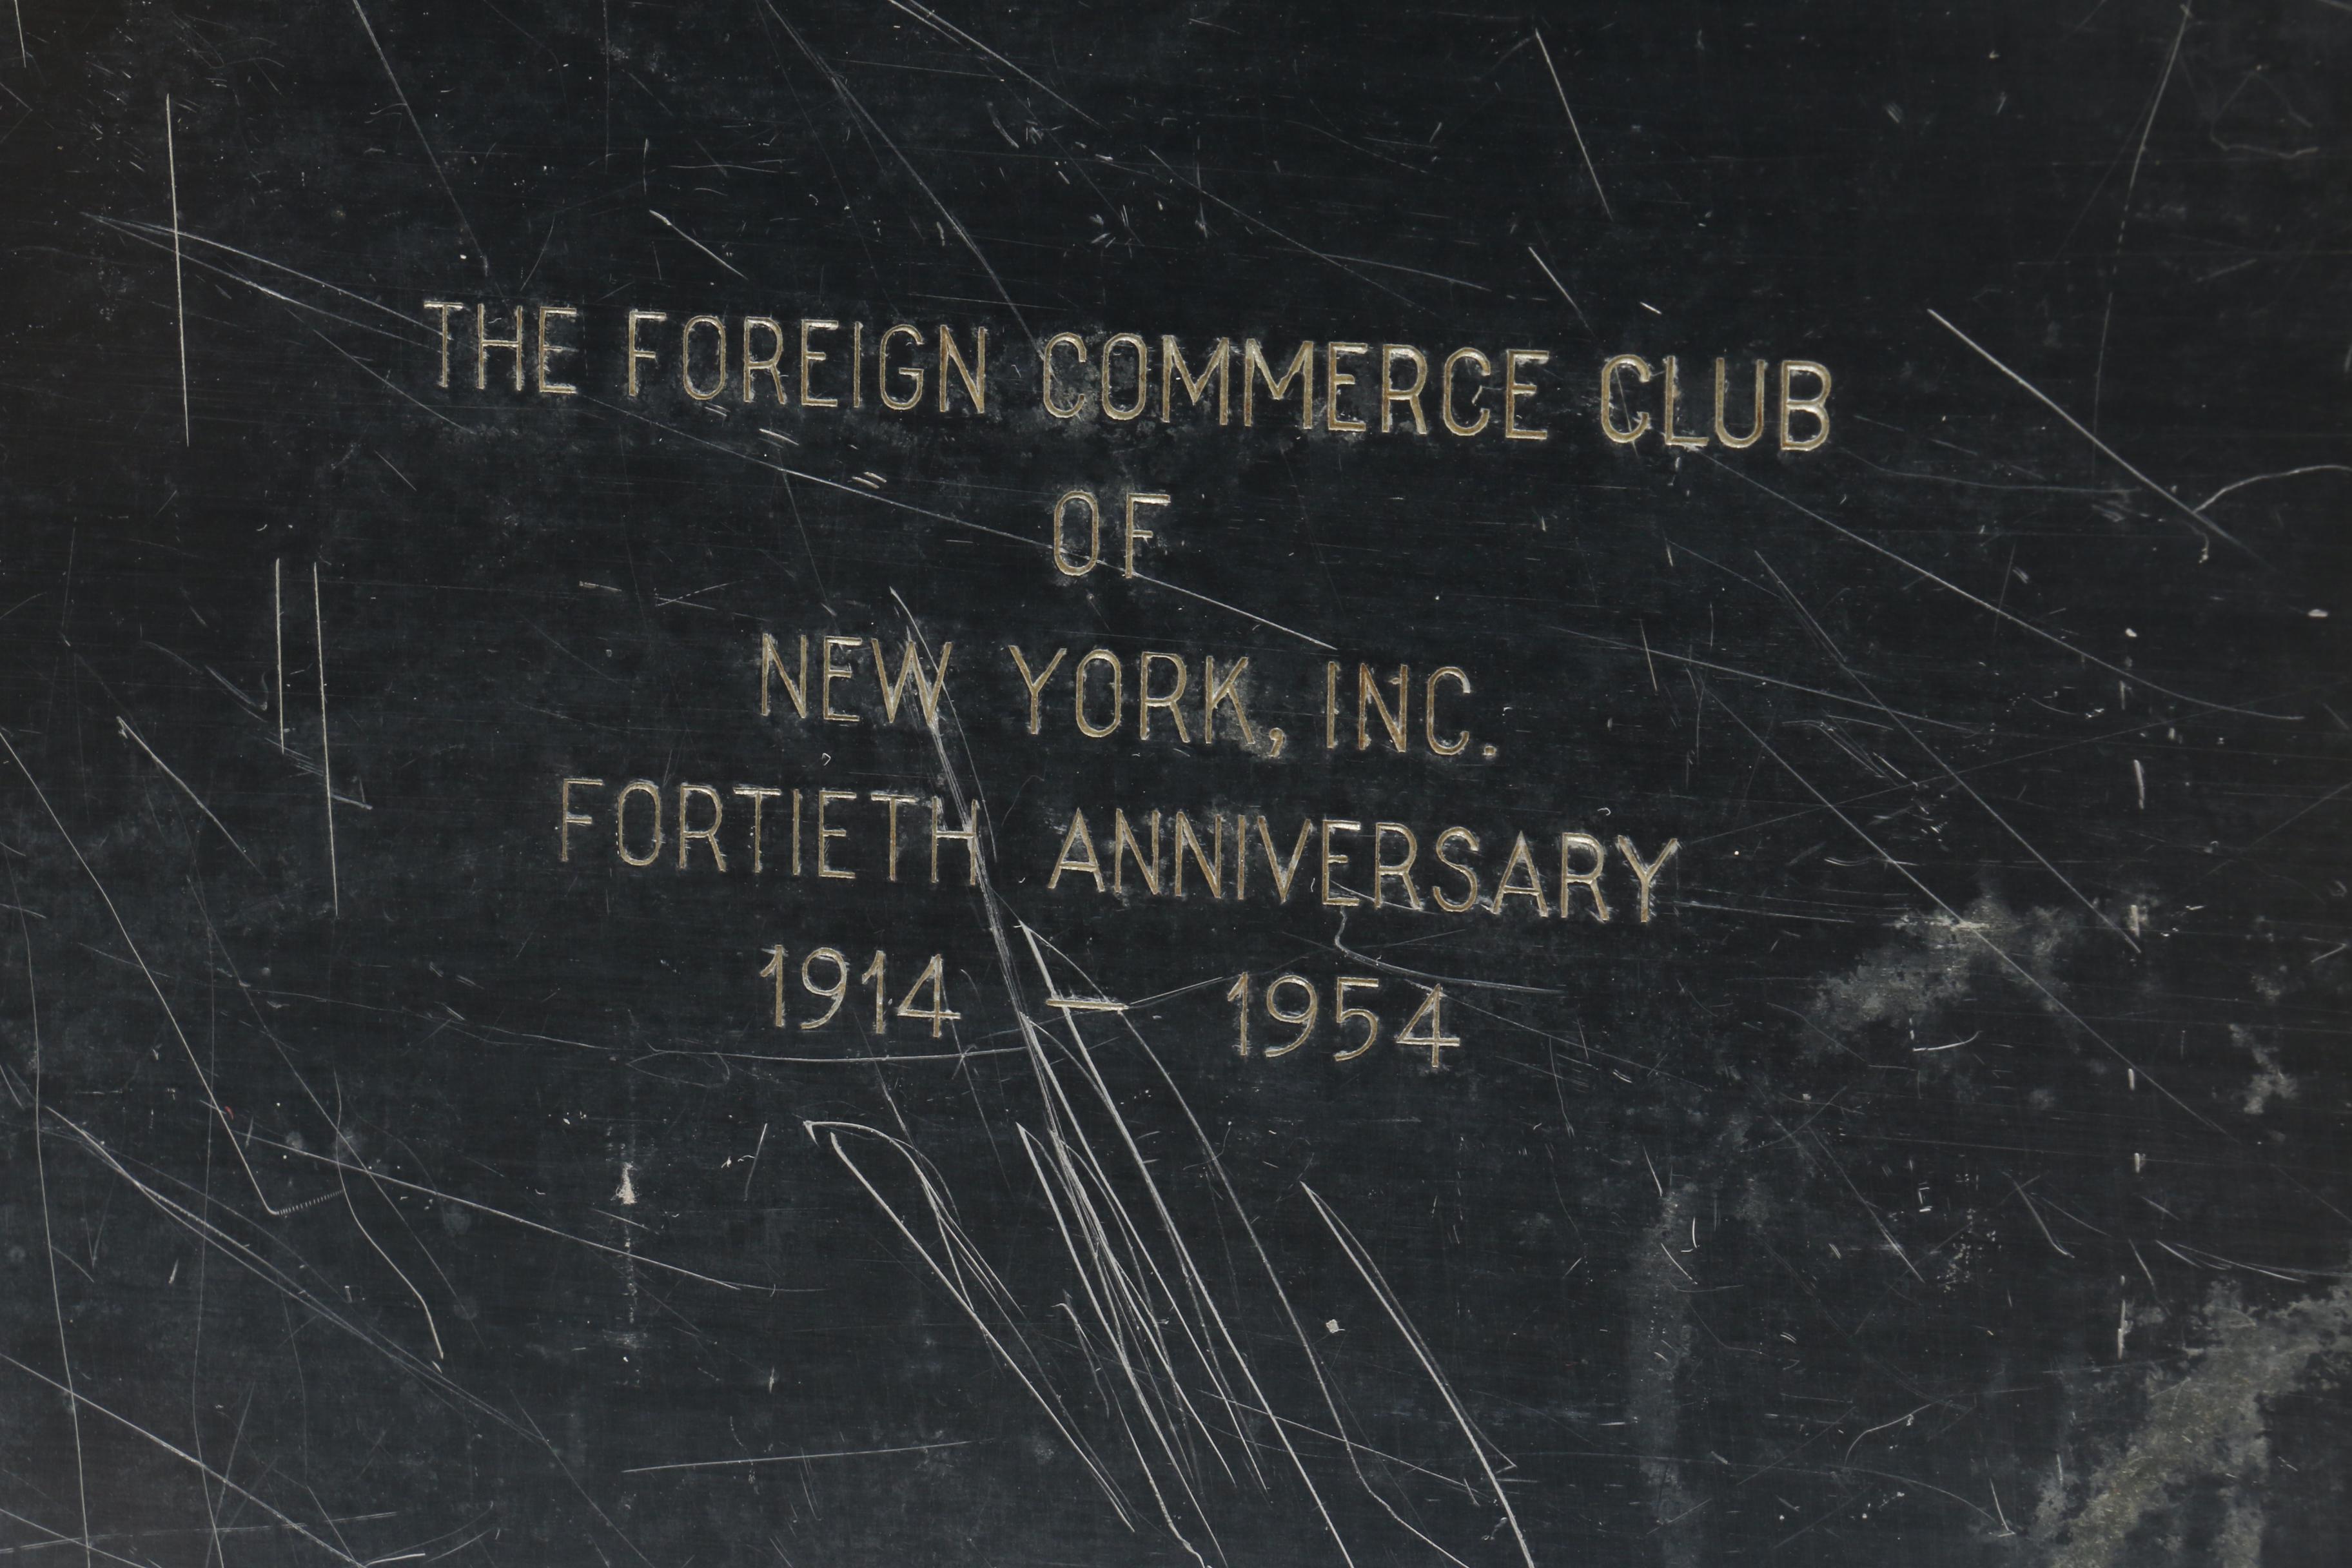 THE FOREIGN COMMERCE CLUB
OF
NEW YORK, INC.
FORTIETH ANNIVERSARY
1914 — 1954